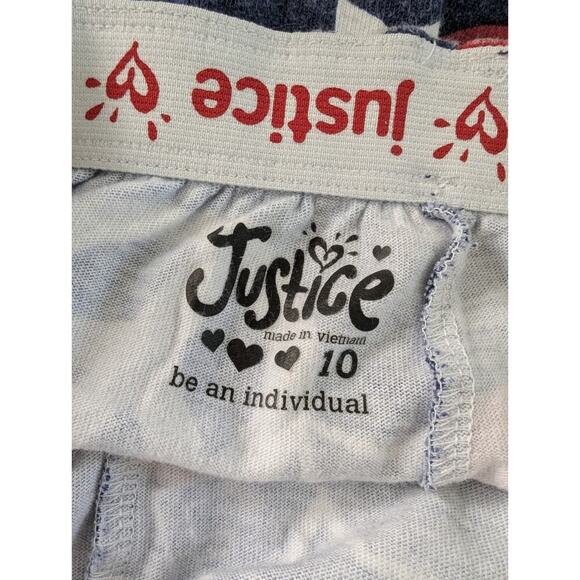 justice
Justice
made in vietnam
10
be an individual